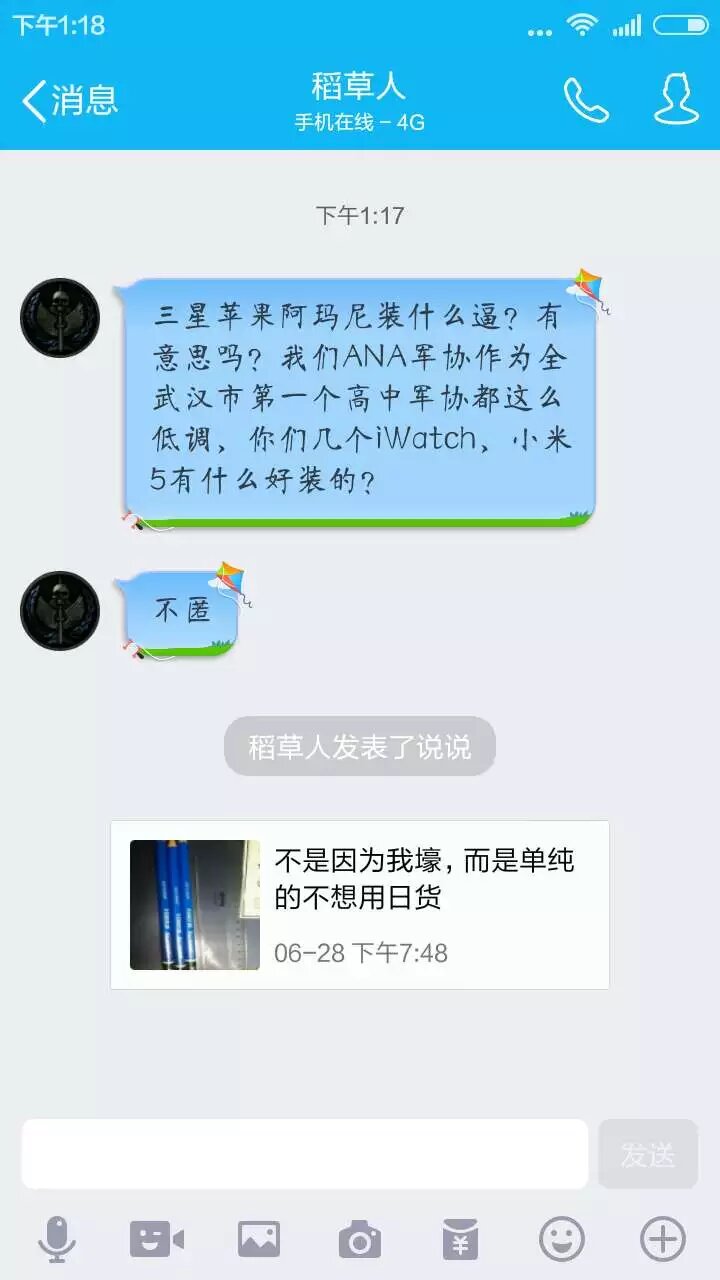 下午1:18
消息
稻草人
手机在线 - 4G
下午1:17
三星苹果阿玛尼装什么逼？有
意思吗？我们ANA军协作为全
武汉市第一个高中军协都这么
低调，你们几个iWatch，小米
5有什么好装的？
不匿
稻草人发表了说说
不是因为我壕，而是单纯
的不想用日货
06-28 下午7:48
发送